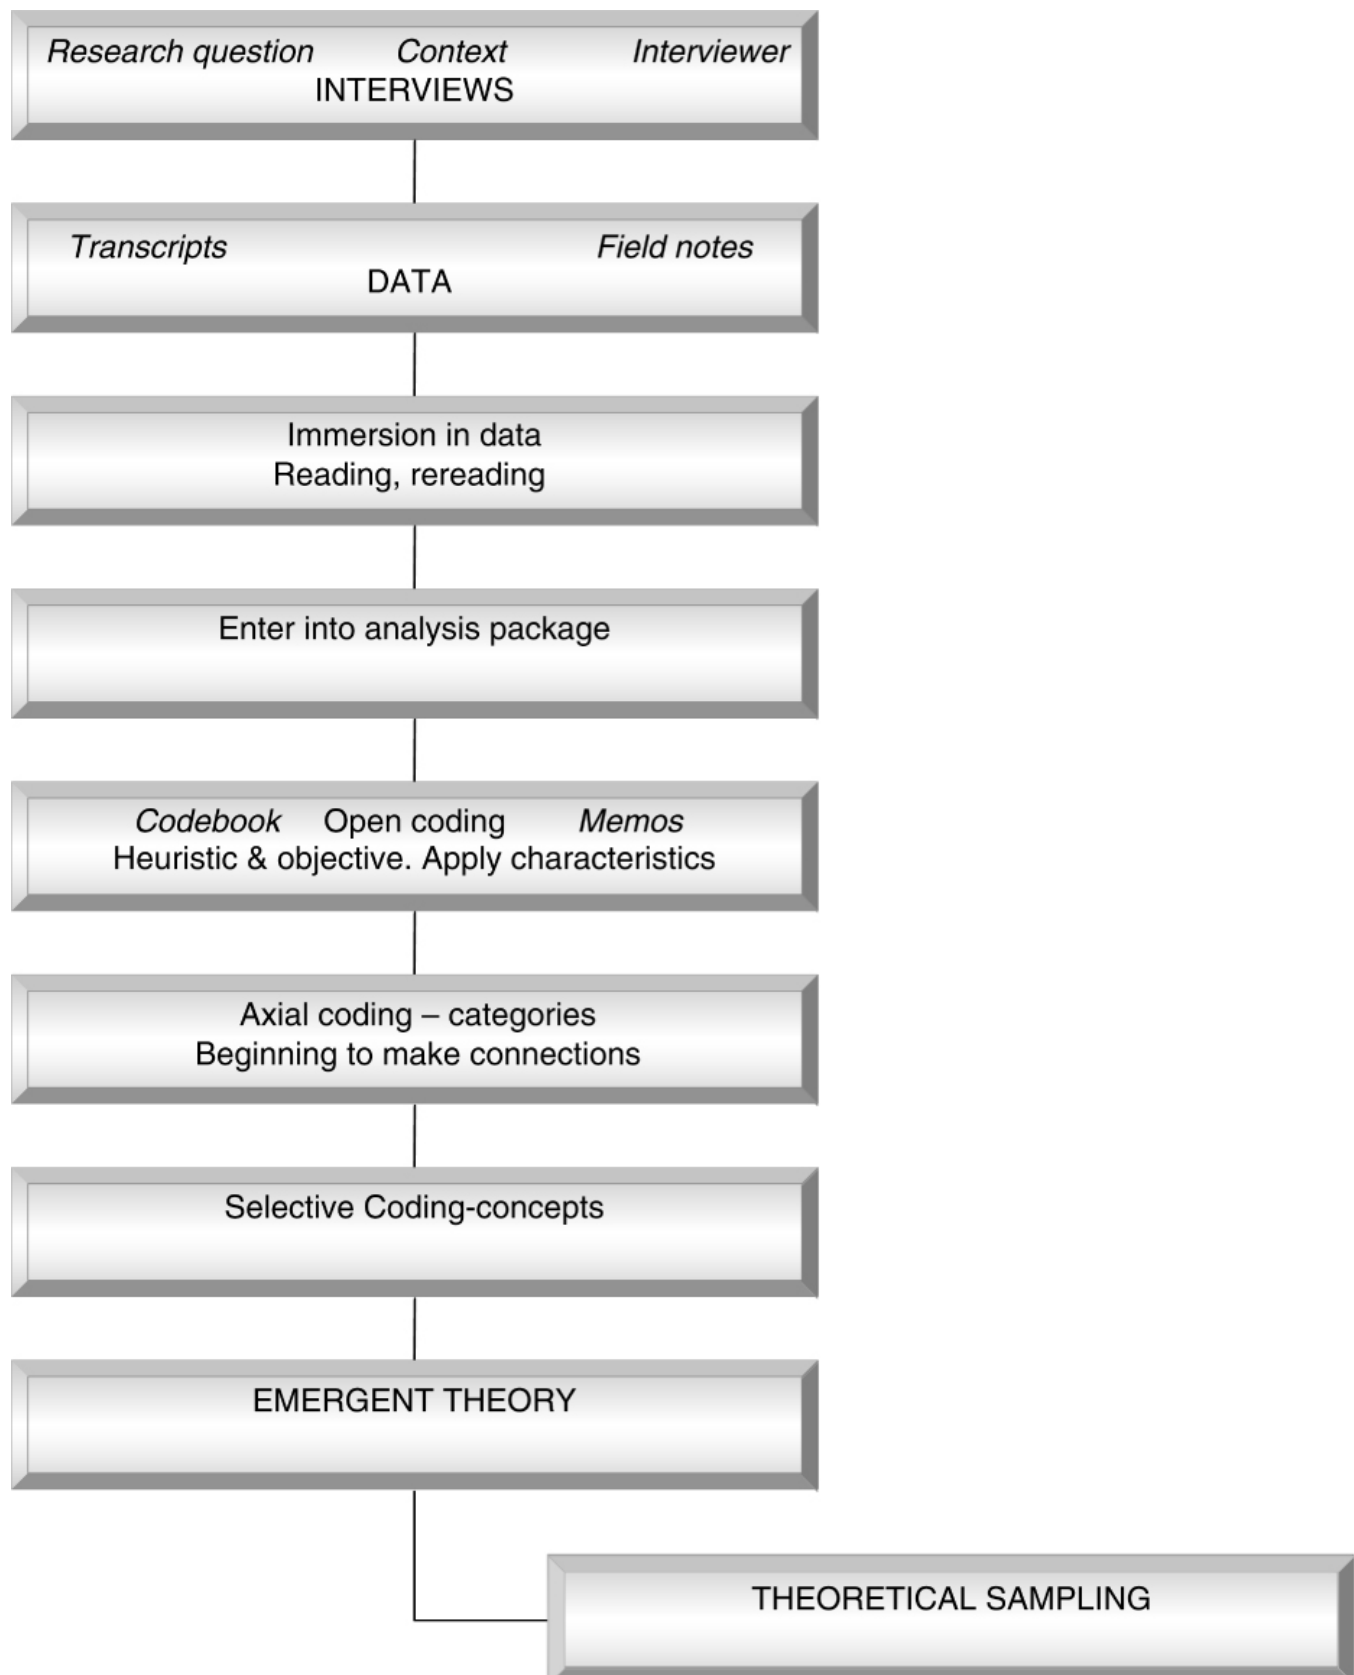 Research question Context Interviewer
INTERVIEWS
Transcripts Field notes
DATA
Immersion in data
Reading, rereading
Enter into analysis package
Codebook Open coding Memos
Heuristic & objective. Apply characteristics
Axial coding – categories
Beginning to make connections
Selective Coding-concepts
EMERGENT THEORY
THEORETICAL SAMPLING